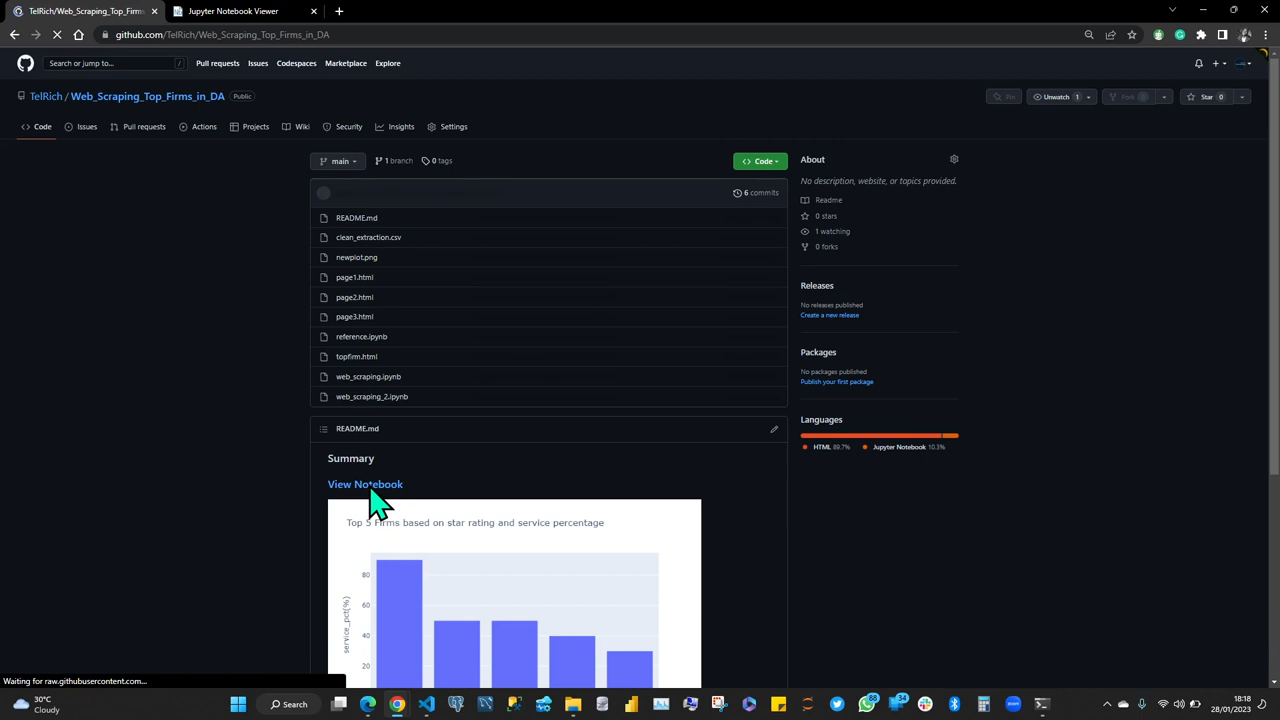 TelRich/Web_Scraping_Top_Firms
Jupyter Notebook Viewer
github.com/TelRich/Web_Scraping_Top_Firms_in_DA
Search or jump to... /
Pull requests Issues Codespaces Marketplace Explore
TelRich / Web_Scraping_Top_Firms_in_DA Public
Pin Unwatch 1 Fork 0 Star 0
Code Issues Pull requests Actions Projects Wiki Security Insights Settings
main 1 branch 0 tags Code
6 commits
README.md
clean_extraction.csv
newplot.png
page1.html
page2.html
page3.html
reference.ipynb
topfirm.html
web_scraping.ipynb
web_scraping_2.ipynb
README.md
Summary
View Notebook
Top 5 Firms based on star rating and service percentage
service_pct(%)
80
60
40
20
About
No description, website, or topics provided.
Readme
0 stars
1 watching
0 forks
Releases
No releases published
Create a new release
Packages
No packages published
Publish your first package
Languages
HTML 89.7% Jupyter Notebook 10.3%
Waiting for raw.githubusercontent.com...
30°C
Cloudy
Search
88
34
zoom
18:18
28/01/2023